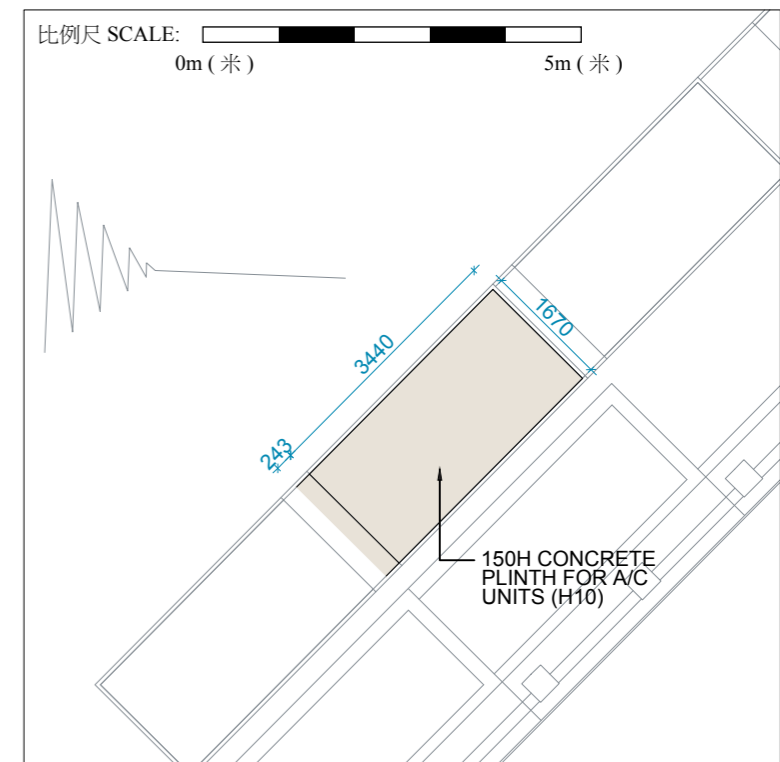 比例尺 SCALE:
0m ( 米 )
5m ( 米 )
1670
3440
243
150H CONCRETE
PLINTH FOR A/C
UNITS (H10)